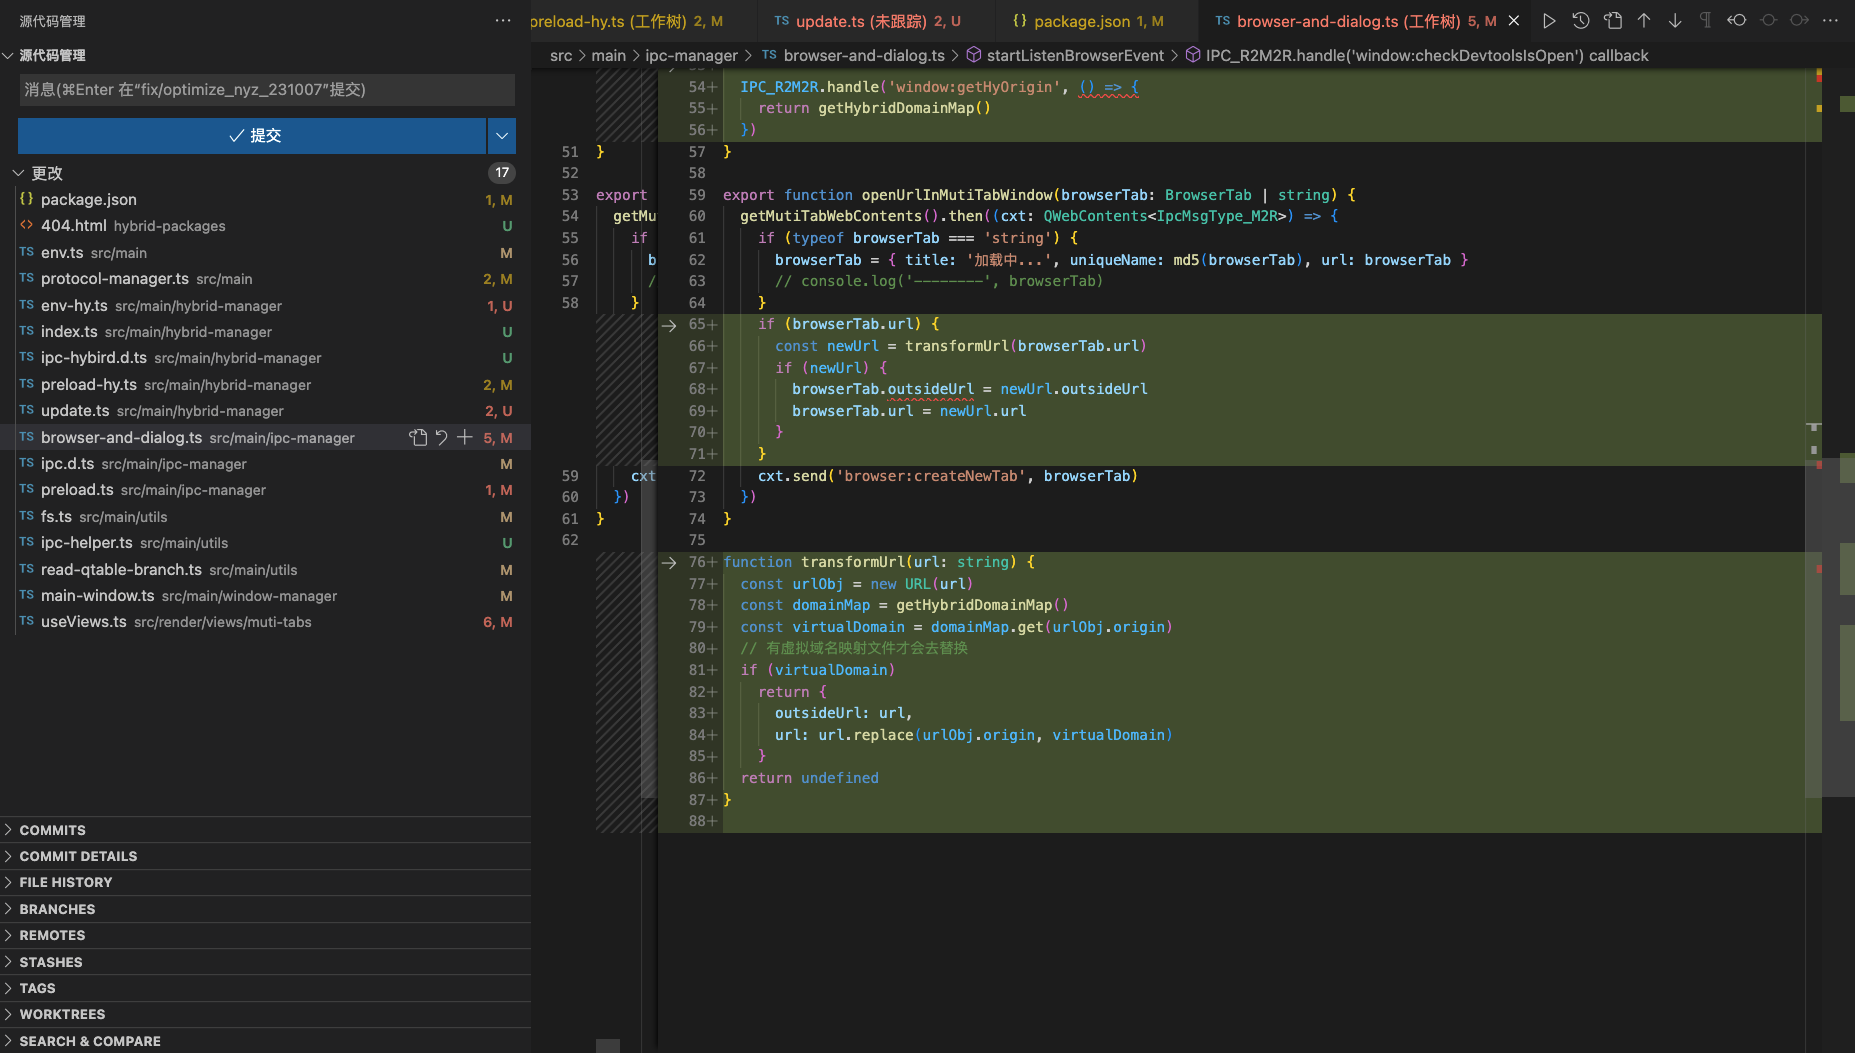 源代码管理
源代码管理
消息(⌘Enter 在“fix/optimize_nyz_231007”提交)
提交
更改 17
package.json 1, M
404.html hybrid-packages U
env.ts src/main M
protocol-manager.ts src/main 2, M
env-hy.ts src/main/hybrid-manager 1, U
index.ts src/main/hybrid-manager U
ipc-hybird.d.ts src/main/hybrid-manager U
preload-hy.ts src/main/hybrid-manager 2, M
update.ts src/main/hybrid-manager 2, U
browser-and-dialog.ts src/main/ipc-manager 5, M
ipc.d.ts src/main/ipc-manager M
preload.ts src/main/ipc-manager 1, M
fs.ts src/main/utils M
ipc-helper.ts src/main/utils U
read-qtable-branch.ts src/main/utils M
main-window.ts src/main/window-manager M
useViews.ts src/render/views/muti-tabs 6, M
COMMITS
COMMIT DETAILS
FILE HISTORY
BRANCHES
REMOTES
STASHES
TAGS
WORKTREES
SEARCH & COMPARE
preload-hy.ts (工作树) 2, M
TS update.ts (未跟踪) 2, U
{} package.json 1, M
TS browser-and-dialog.ts (工作树) 5, M
src > main > ipc-manager > TS browser-and-dialog.ts > startListenBrowserEvent > IPC_R2M2R.handle('window:checkDevtoolsIsOpen') callback
51 }
52
53 export
54 getMu
55 if
56 b
57 /
58 }
59 cxt
60 })
61 }
62
54+ IPC_R2M2R.handle('window:getHyOrigin', () => {
55+ return getHybridDomainMap()
56+ })
57 }
58
59 export function openUrlInMutiTabWindow(browserTab: BrowserTab | string) {
60 getMutiTabWebContents().then((cxt: QWebContents<IpcMsgType_M2R>) => {
61 if (typeof browserTab === 'string') {
62 browserTab = { title: '加载中...', uniqueName: md5(browserTab), url: browserTab }
63 // console.log('--------', browserTab)
64 }
65+ if (browserTab.url) {
66+ const newUrl = transformUrl(browserTab.url)
67+ if (newUrl) {
68+ browserTab.outsideUrl = newUrl.outsideUrl
69+ browserTab.url = newUrl.url
70+ }
71+ }
72 cxt.send('browser:createNewTab', browserTab)
73 })
74 }
75
76+ function transformUrl(url: string) {
77+ const urlObj = new URL(url)
78+ const domainMap = getHybridDomainMap()
79+ const virtualDomain = domainMap.get(urlObj.origin)
80+ // 有虚拟域名映射文件才会去替换
81+ if (virtualDomain)
82+ return {
83+ outsideUrl: url,
84+ url: url.replace(urlObj.origin, virtualDomain)
85+ }
86+ return undefined
87+ }
88+